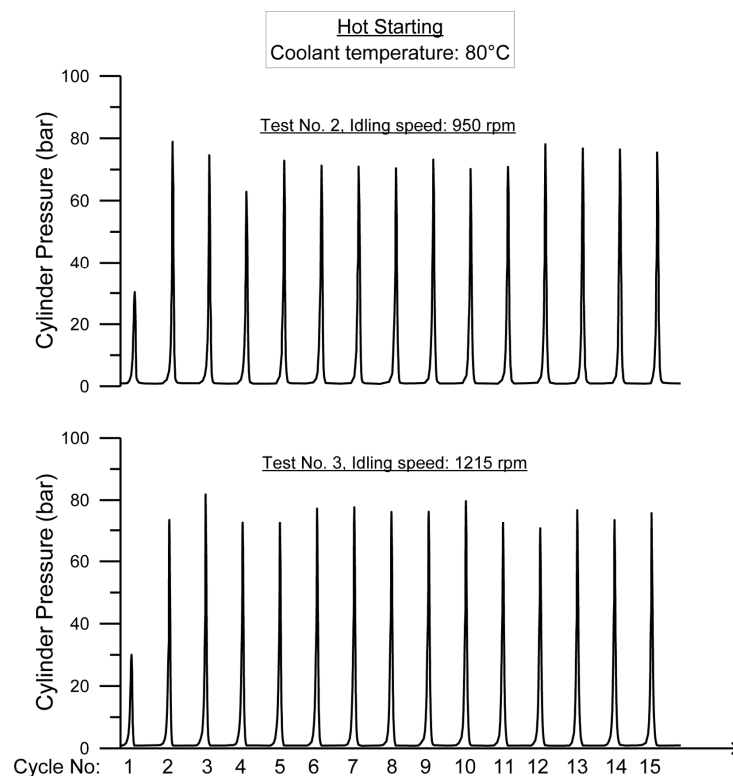 Hot Starting
Coolant temperature: 80°C
100
80
60
40
20
0
Cylinder Pressure (bar)
Test No. 2, Idling speed: 950 rpm
100
80
60
40
20
0
Cylinder Pressure (bar)
Test No. 3, Idling speed: 1215 rpm
Cycle No: 1 2 3 4 5 6 7 8 9 10 11 12 13 14 15